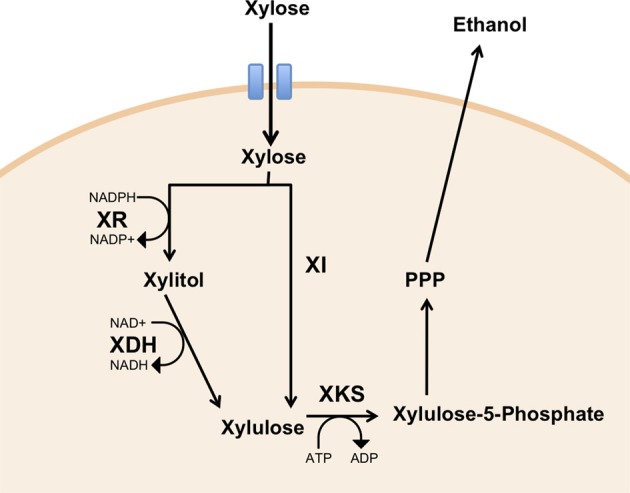 Xylose
Ethanol
Xylose
NADPH
XR
NADP+
XI
Xylitol
PPP
NAD+
XDH
NADH
XKS
Xylulose
Xylulose-5-Phosphate
ATP
ADP